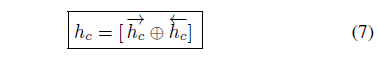 $h_c = [\overrightarrow{h_c} \oplus \overleftarrow{h_c}]$ (7)